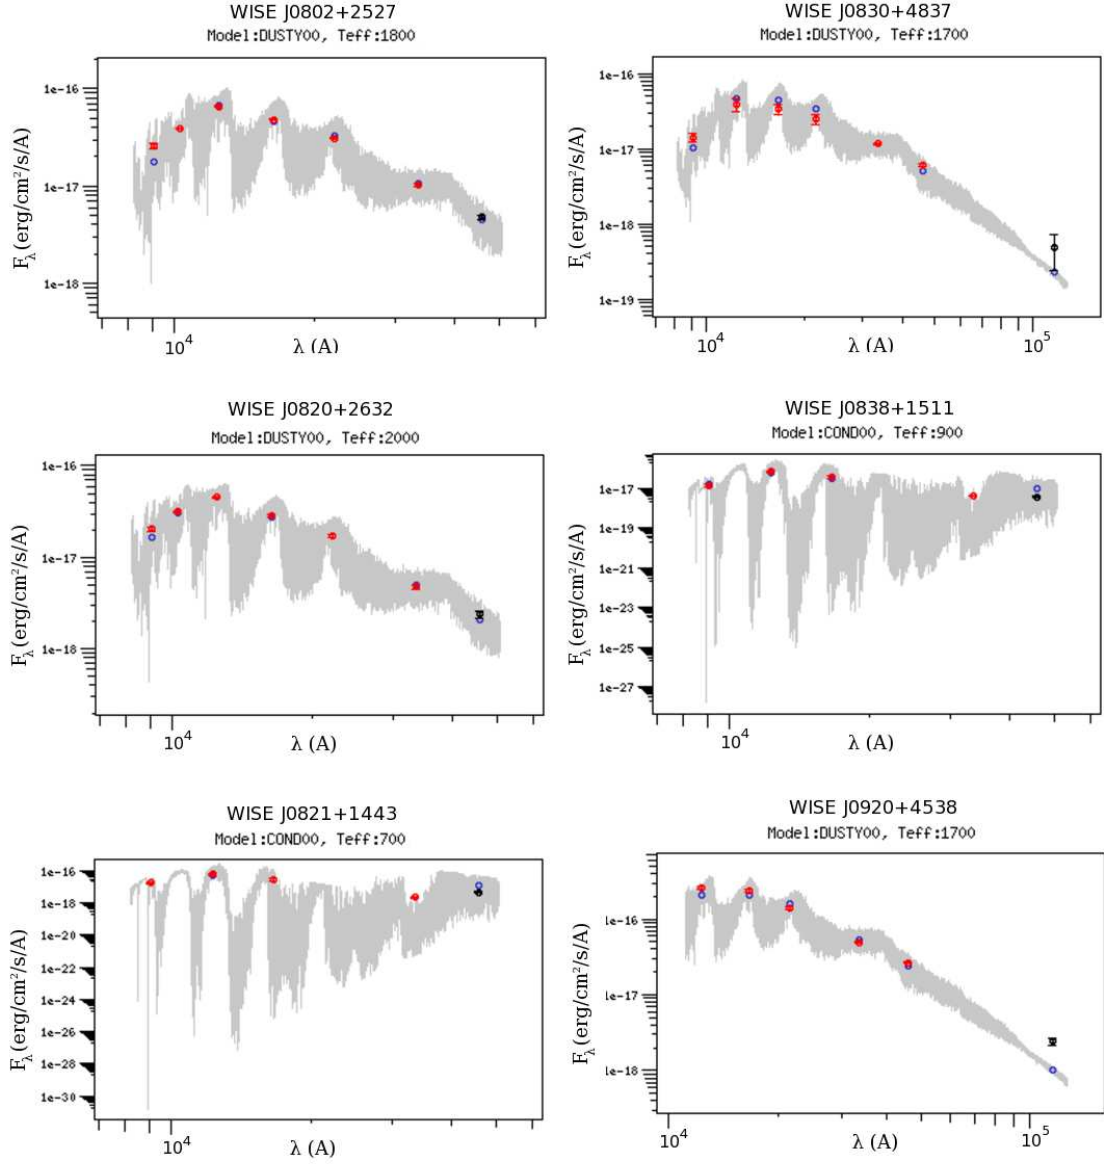 WISE J0802+2527
Model:DUSTY00, Teff:1800
1e-16
1e-17
1e-18
F_λ (erg/cm²/s/A)
10⁴
λ (A)
WISE J0830+4837
Model:DUSTY00, Teff:1700
1e-16
1e-17
1e-18
1e-19
F_λ (erg/cm²/s/A)
10⁴
10⁵
λ (A)
WISE J0820+2632
Model:DUSTY00, Teff:2000
1e-16
1e-17
1e-18
F_λ (erg/cm²/s/A)
10⁴
λ (A)
WISE J0838+1511
Model:COND00, Teff:900
1e-17
1e-19
1e-21
1e-23
1e-25
1e-27
F_λ (erg/cm²/s/A)
10⁴
λ (A)
WISE J0821+1443
Model:COND00, Teff:700
1e-16
1e-18
1e-20
1e-22
1e-24
1e-26
1e-28
1e-30
F_λ (erg/cm²/s/A)
10⁴
λ (A)
WISE J0920+4538
Model:DUSTY00, Teff:1700
1e-16
1e-17
1e-18
F_λ (erg/cm²/s/A)
10⁴
10⁵
λ (A)